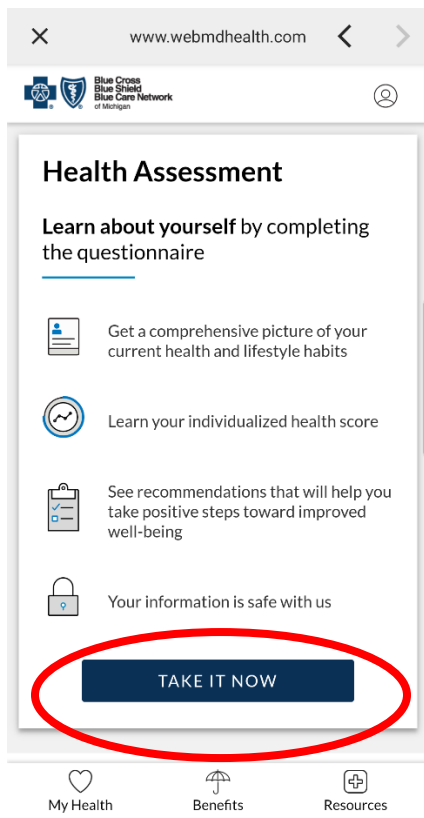 www.webmdhealth.com
Blue Cross
Blue Shield
Blue Care Network
of Michigan
Health Assessment
Learn about yourself by completing
the questionnaire
Get a comprehensive picture of your
current health and lifestyle habits
Learn your individualized health score
See recommendations that will help you
take positive steps toward improved
well-being
Your information is safe with us
TAKE IT NOW
My Health
Benefits
Resources